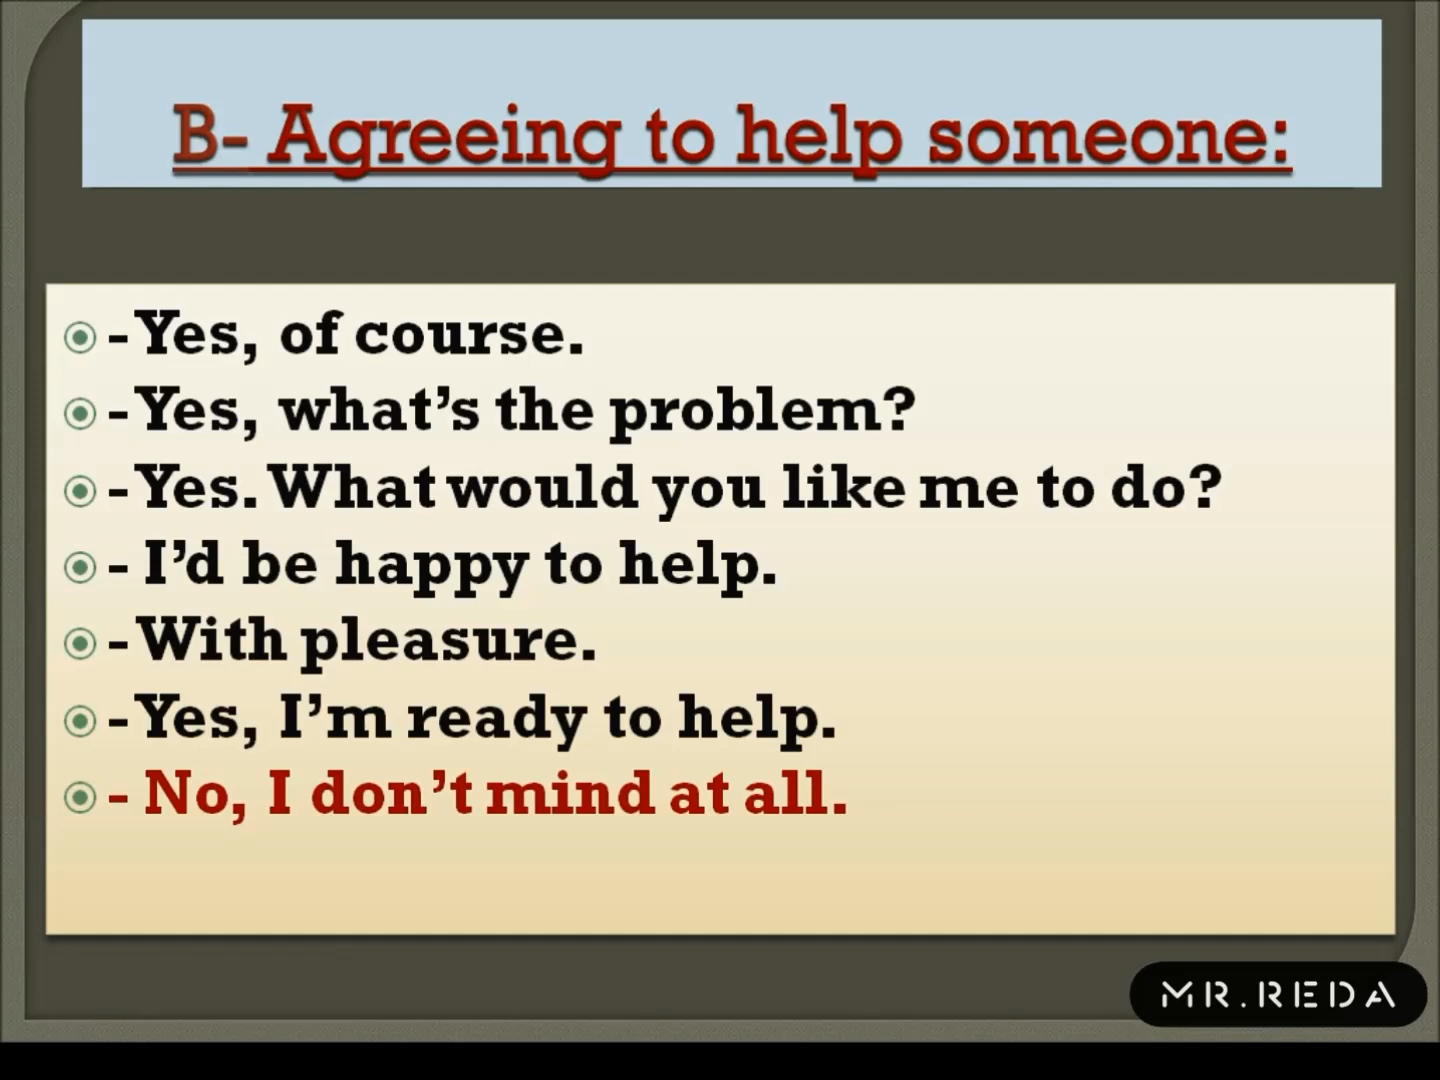 B- Agreeing to help someone:
- Yes, of course.
- Yes, what's the problem?
- Yes. What would you like me to do?
- I'd be happy to help.
- With pleasure.
- Yes, I'm ready to help.
- No, I don't mind at all.
MR.REDA